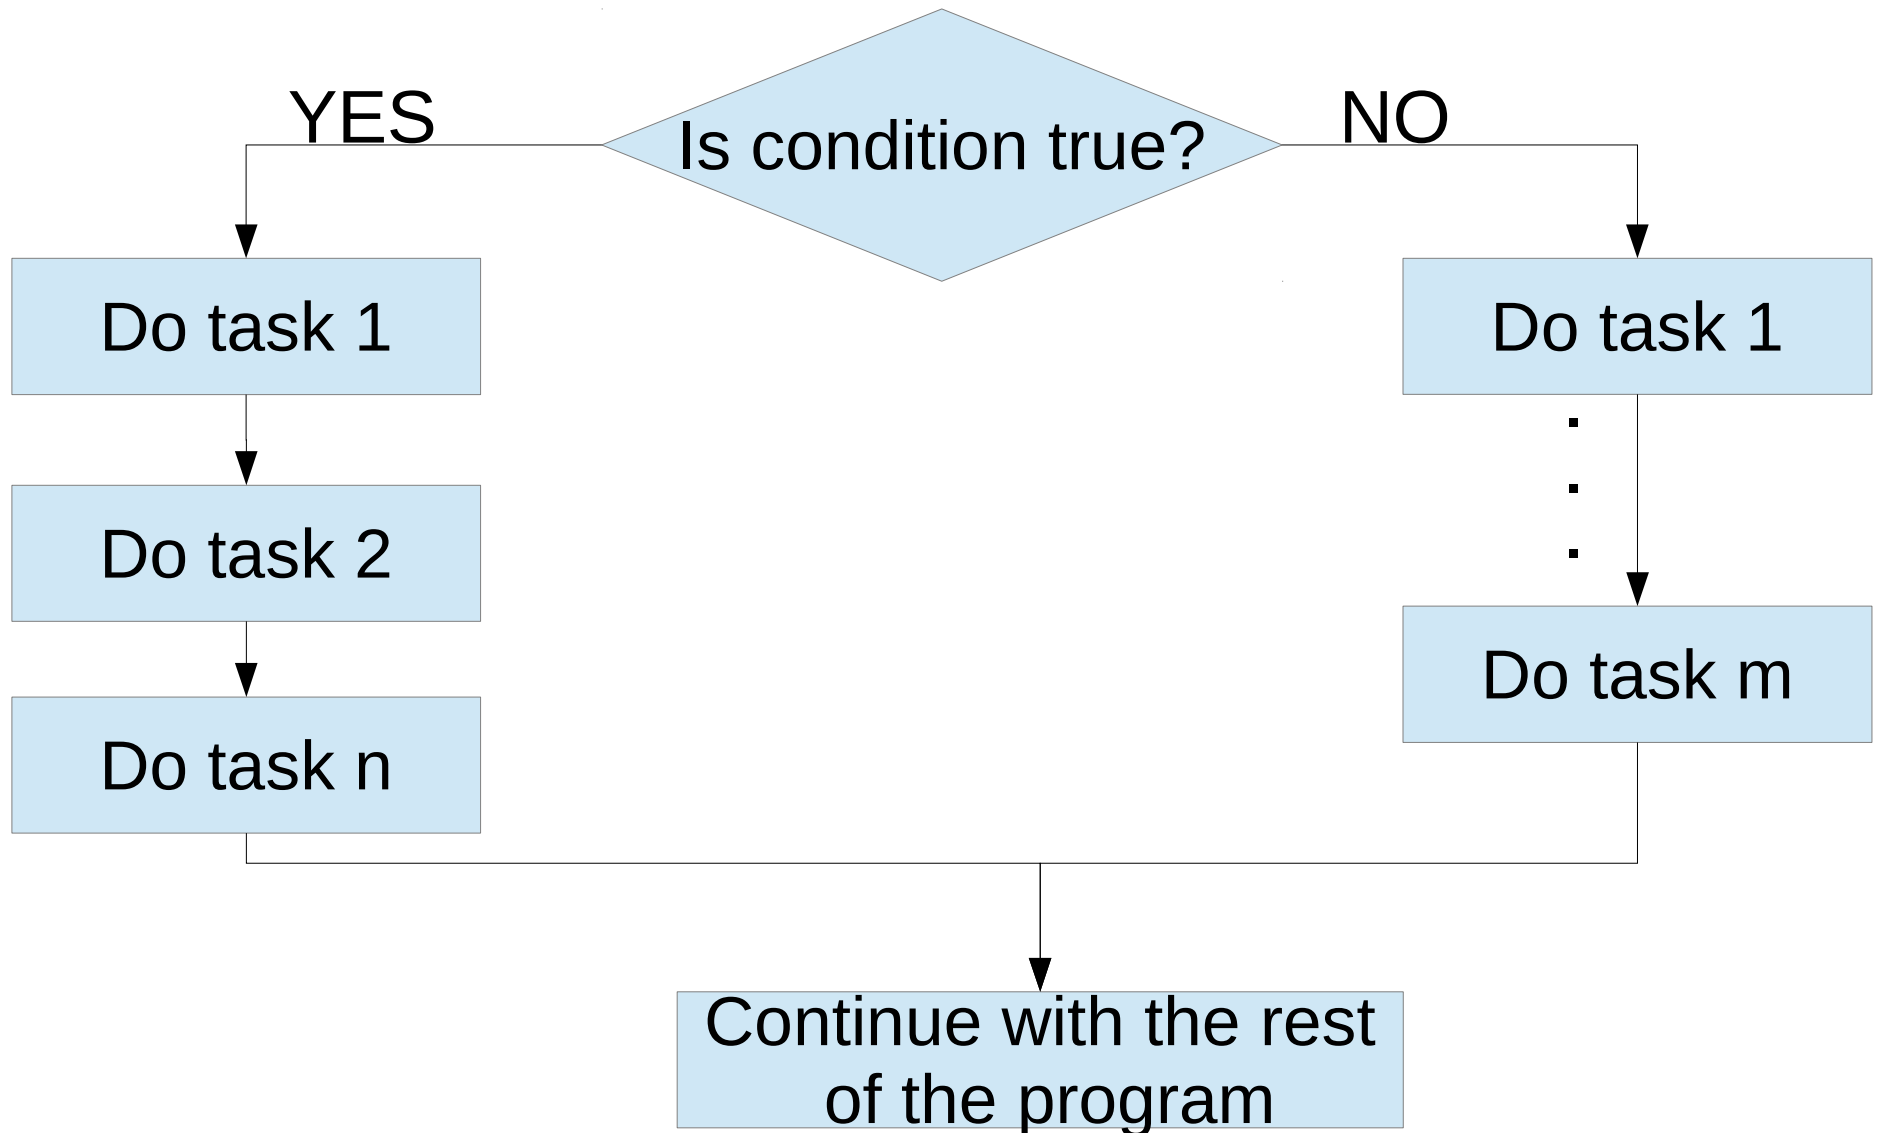 YES
Is condition true?
NO
Do task 1
Do task 1
.
.
.
Do task 2
Do task m
Do task n
Continue with the rest
of the program